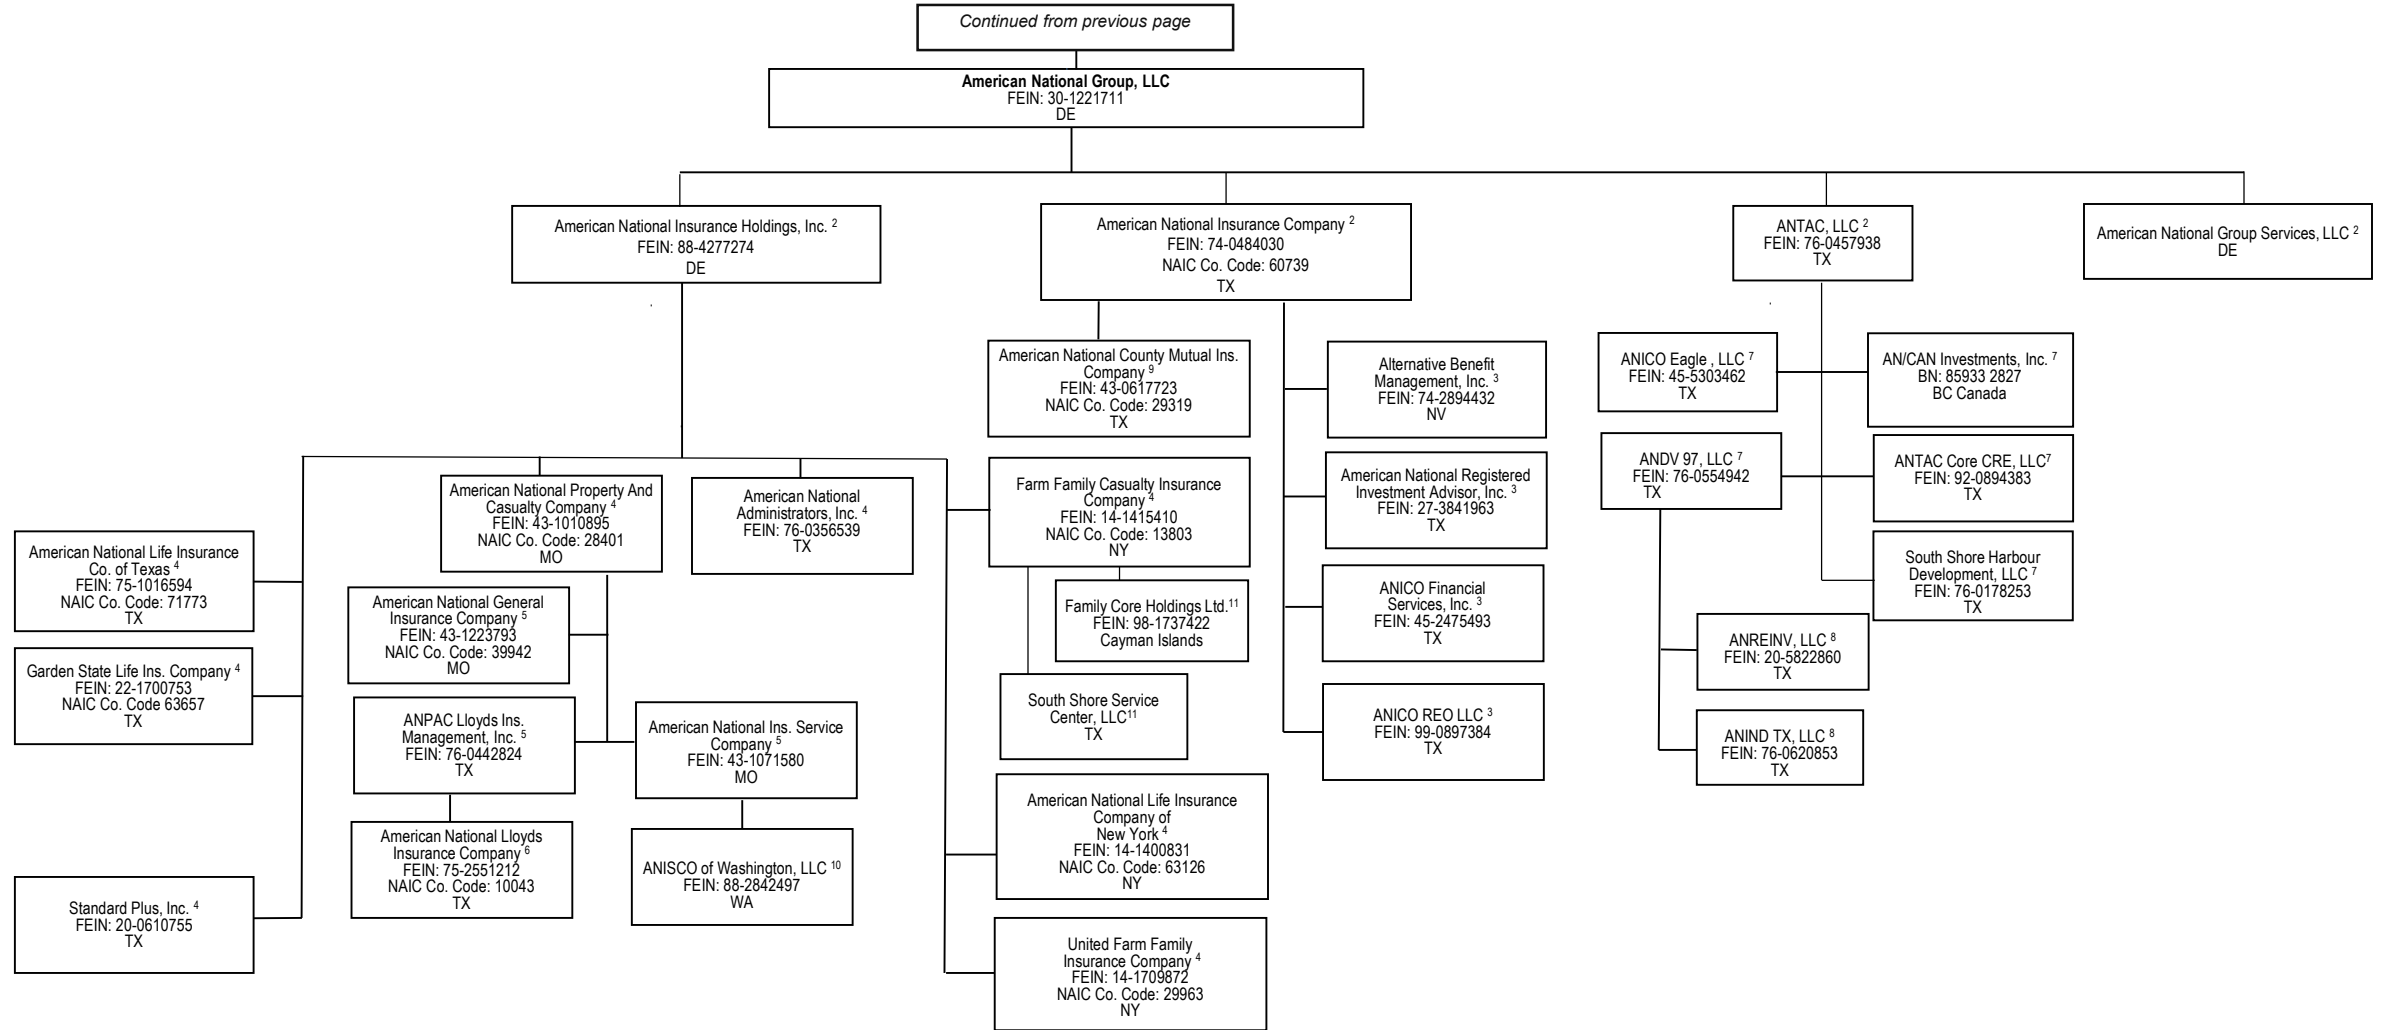 Continued from previous page
American National Group, LLC
FEIN: 30-1221711
DE
American National Insurance Holdings, Inc. 2
FEIN: 88-4277274
DE
American National Insurance Company 2
FEIN: 74-0484030
NAIC Co. Code: 60739
TX
ANTAC, LLC 2
FEIN: 76-0457938
TX
American National Group Services, LLC 2
DE
American National Life Insurance
Co. of Texas 4
FEIN: 75-1016594
NAIC Co. Code: 71773
TX
Garden State Life Ins. Company 4
FEIN: 22-1700753
NAIC Co. Code 63657
TX
Standard Plus, Inc. 4
FEIN: 20-0610755
TX
American National Property And
Casualty Company 4
FEIN: 43-1010895
NAIC Co. Code: 28401
MO
American National General
Insurance Company 5
FEIN: 43-1223793
NAIC Co. Code: 39942
MO
ANPAC Lloyds Ins.
Management, Inc. 5
FEIN: 76-0442824
TX
American National Lloyds
Insurance Company 6
FEIN: 75-2551212
NAIC Co. Code: 10043
TX
American National Ins. Service
Company 5
FEIN: 43-1071580
MO
ANISCO of Washington, LLC 10
FEIN: 88-2842497
WA
American National
Administrators, Inc. 4
FEIN: 76-0356539
TX
American National County Mutual Ins.
Company 9
FEIN: 43-0617723
NAIC Co. Code: 29319
TX
Farm Family Casualty Insurance
Company 4
FEIN: 14-1415410
NAIC Co. Code: 13803
NY
Family Core Holdings Ltd.11
FEIN: 98-1737422
Cayman Islands
South Shore Service
Center, LLC11
TX
American National Life Insurance
Company of
New York 4
FEIN: 14-1400831
NAIC Co. Code: 63126
NY
United Farm Family
Insurance Company 4
FEIN: 14-1709872
NAIC Co. Code: 29963
NY
Alternative Benefit
Management, Inc. 3
FEIN: 74-2894432
NV
American National Registered
Investment Advisor, Inc. 3
FEIN: 27-3841963
TX
ANICO Financial
Services, Inc. 3
FEIN: 45-2475493
TX
ANICO REO LLC 3
FEIN: 99-0897384
TX
ANICO Eagle , LLC 7
FEIN: 45-5303462
TX
AN/CAN Investments, Inc. 7
BN: 85933 2827
BC Canada
ANDV 97, LLC 7
FEIN: 76-0554942
TX
ANTAC Core CRE, LLC7
FEIN: 92-0894383
TX
South Shore Harbour
Development, LLC 7
FEIN: 76-0178253
TX
ANREINV, LLC 8
FEIN: 20-5822860
TX
ANIND TX, LLC 8
FEIN: 76-0620853
TX